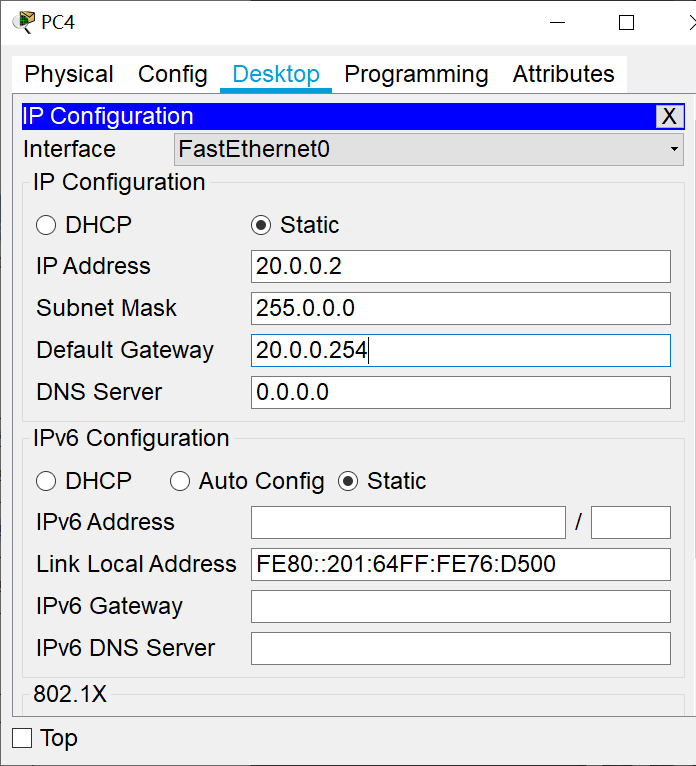 PC4
Physical Config Desktop Programming Attributes
IP Configuration X
Interface FastEthernet0
IP Configuration
DHCP Static
IP Address 20.0.0.2
Subnet Mask 255.0.0.0
Default Gateway 20.0.0.254
DNS Server 0.0.0.0
IPv6 Configuration
DHCP Auto Config Static
IPv6 Address /
Link Local Address FE80::201:64FF:FE76:D500
IPv6 Gateway
IPv6 DNS Server
802.1X
Top